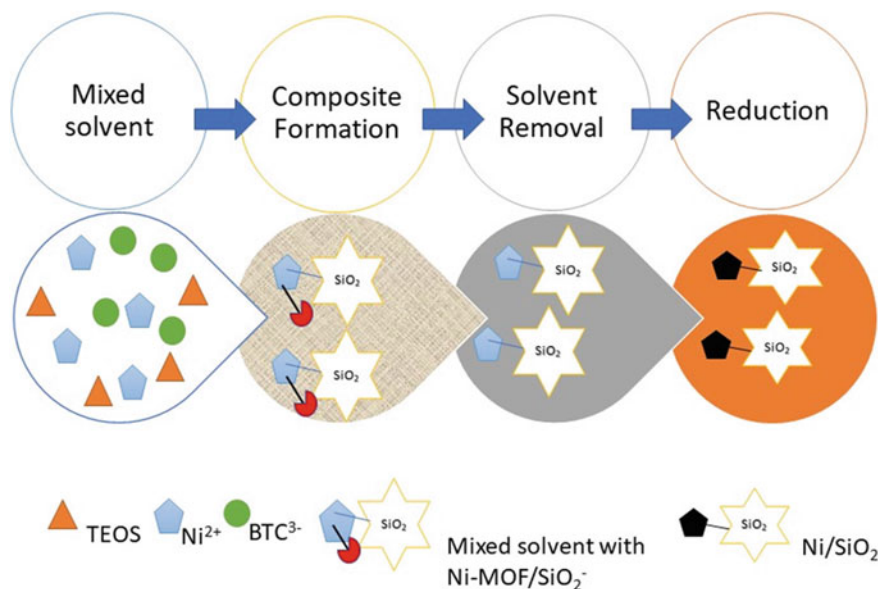 Mixed
solvent
Composite
Formation
Solvent
Removal
Reduction
SiO₂
SiO₂
SiO₂
SiO₂
SiO₂
SiO₂
TEOS
Ni²⁺
BTC³⁻
SiO₂
Mixed solvent with
Ni-MOF/SiO₂⁻
SiO₂
Ni/SiO₂